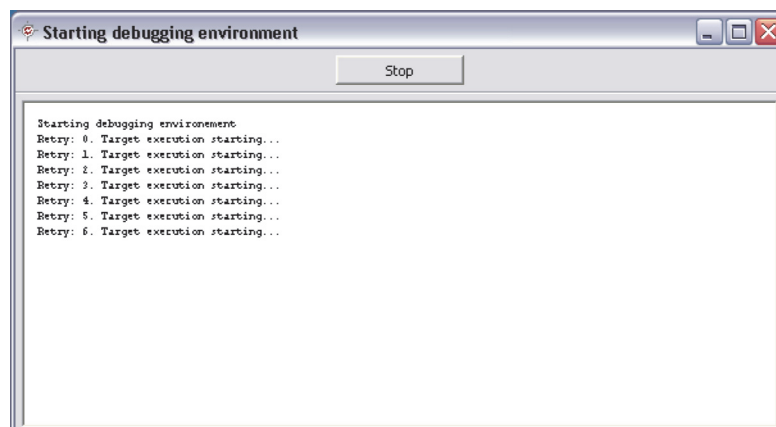 Starting debugging environment
Stop
Starting debugging environement
Retry: 0. Target execution starting...
Retry: 1. Target execution starting...
Retry: 2. Target execution starting...
Retry: 3. Target execution starting...
Retry: 4. Target execution starting...
Retry: 5. Target execution starting...
Retry: 6. Target execution starting...